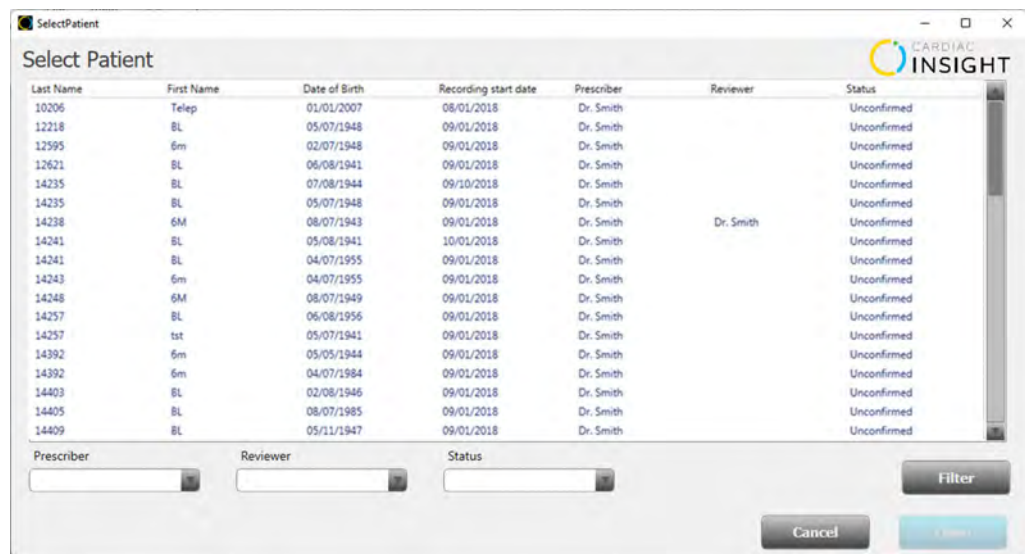 SelectPatient
Select Patient
CARDIAC
INSIGHT
Last Name First Name Date of Birth Recording start date Prescriber Reviewer Status
10206 Telep 01/01/2007 08/01/2018 Dr. Smith Unconfirmed
12218 BL 05/07/1948 09/01/2018 Dr. Smith Unconfirmed
12595 6m 02/07/1948 09/01/2018 Dr. Smith Unconfirmed
12621 BL 06/08/1941 09/01/2018 Dr. Smith Unconfirmed
14235 BL 07/08/1944 09/10/2018 Dr. Smith Unconfirmed
14235 BL 05/07/1948 09/01/2018 Dr. Smith Unconfirmed
14238 6M 08/07/1943 09/01/2018 Dr. Smith Dr. Smith Unconfirmed
14241 BL 05/08/1941 10/01/2018 Dr. Smith Unconfirmed
14241 BL 04/07/1955 09/01/2018 Dr. Smith Unconfirmed
14243 6m 04/07/1955 09/01/2018 Dr. Smith Unconfirmed
14248 6M 08/07/1949 09/01/2018 Dr. Smith Unconfirmed
14257 BL 06/08/1956 09/01/2018 Dr. Smith Unconfirmed
14257 tst 05/07/1941 09/01/2018 Dr. Smith Unconfirmed
14392 6m 05/05/1944 09/01/2018 Dr. Smith Unconfirmed
14392 6m 04/07/1984 09/01/2018 Dr. Smith Unconfirmed
14403 BL 02/08/1946 09/01/2018 Dr. Smith Unconfirmed
14405 BL 08/07/1985 09/01/2018 Dr. Smith Unconfirmed
14409 BL 05/11/1947 09/01/2018 Dr. Smith Unconfirmed
Prescriber Reviewer Status
Filter
Cancel